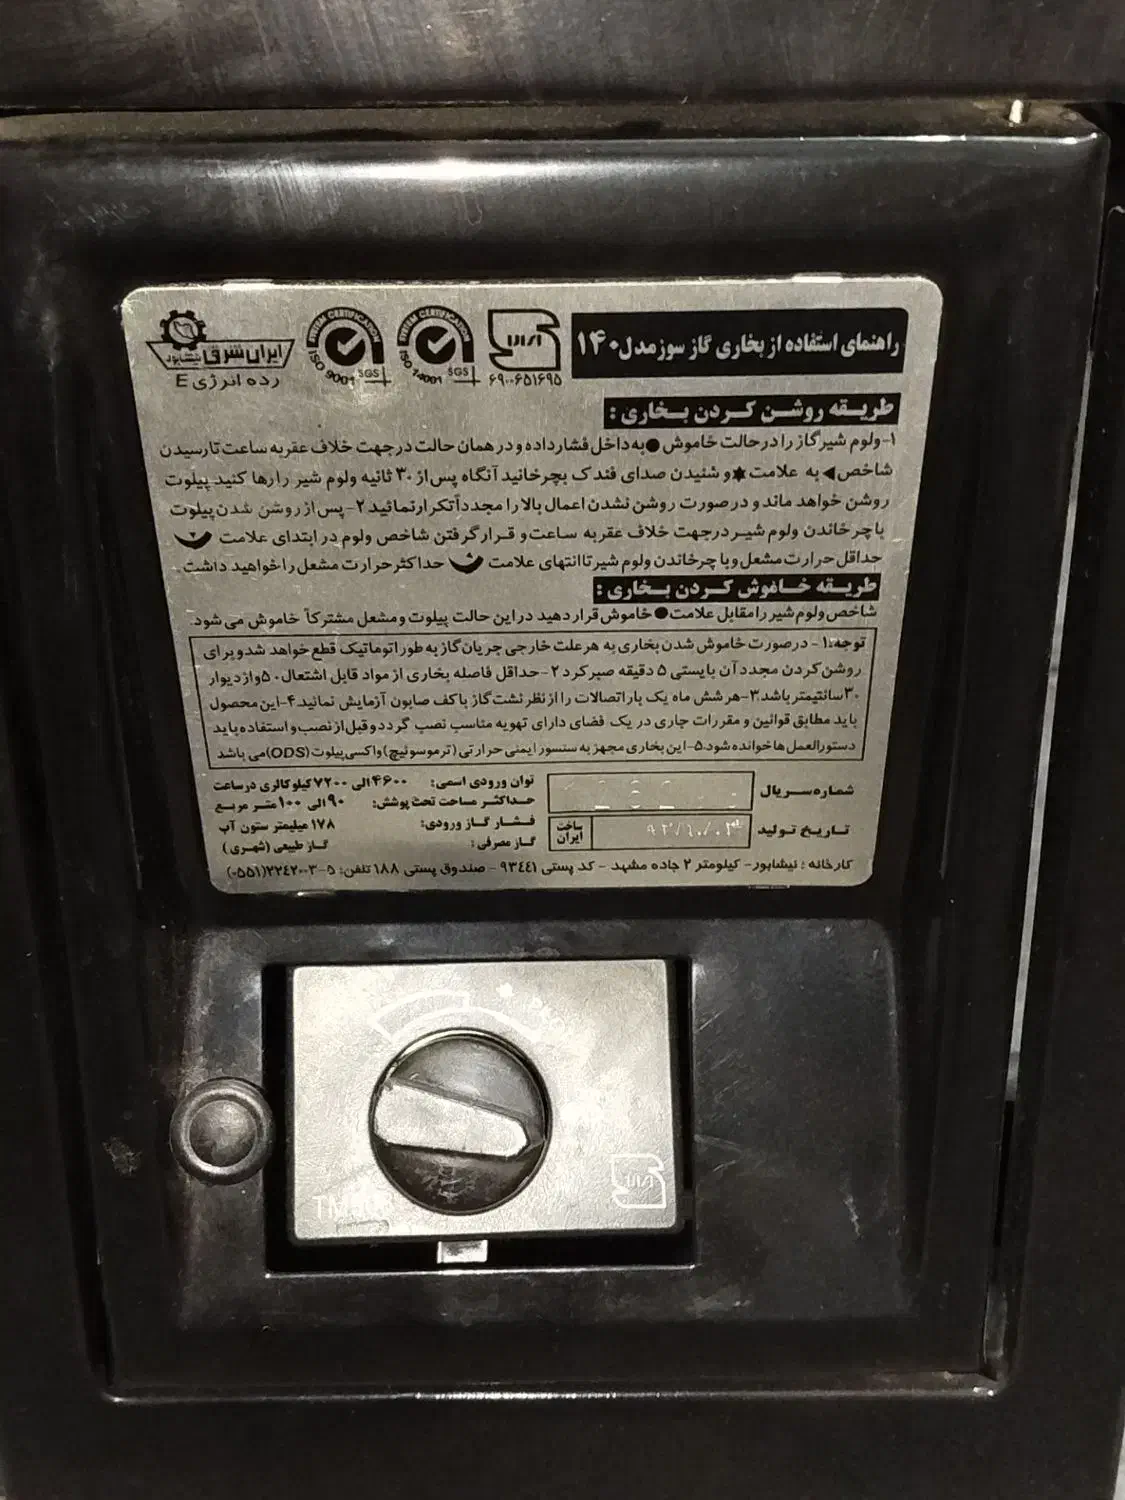 راهنمای استفاده از بخاری گاز سوز مدل ۱۴۰
۶۹۰۰۶۵۱۶۹۵
SYSTEM CERTIFICATION
ISO 14001
SGS
SYSTEM CERTIFICATION
ISO 9001
SGS
ایران شرق
نیشابور
رده انرژی E
طریقه روشن کردن بخاری :
۱-ولوم شیر گاز را در حالت خاموش ● به داخل فشار داده و در همان حالت در جهت خلاف عقربه ساعت تا رسیدن
شاخص ◀ به علامت ✱ و شنیدن صدای فندک بچرخانید آنگاه پس از ۳۰ ثانیه ولوم شیر را رها کنید پیلوت
روشن خواهد ماند و در صورت روشن نشدن اعمال بالا را مجدداً تکرار نمائید ۲- پس از روشن شدن پیلوت
با چرخاندن ولوم شیر در جهت خلاف عقربه ساعت و قرار گرفتن شاخص ولوم در ابتدای علامت
حداقل حرارت مشعل و با چرخاندن ولوم شیر تا انتهای علامت حداکثر حرارت مشعل را خواهید داشت.
طریقه خاموش کردن بخاری :
شاخص ولوم شیر را مقابل علامت ● خاموش قرار دهید در این حالت پیلوت و مشعل مشترکاً خاموش می شود.
توجه:۱- در صورت خاموش شدن بخاری به هر علت خارجی جریان گاز به طور اتوماتیک قطع خواهد شد و برای
روشن کردن مجدد آن بایستی ۵ دقیقه صبر کرد ۲- حداقل فاصله بخاری از مواد قابل اشتعال ۵۰ و از دیوار
۳۰ سانتیمتر باشد.۳- هر شش ماه یک بار اتصالات را از نظر نشت گاز با کف صابون آزمایش نمائید.۴- این محصول
باید مطابق قوانین و مقررات جاری در یک فضای دارای تهویه مناسب نصب گردد و قبل از نصب و استفاده باید
دستورالعمل ها خوانده شود.۵- این بخاری مجهز به سنسور ایمنی حرارتی (ترموسوئیچ) و اکسی پیلوت (ODS) می باشد
شماره سریال
تاریخ تولید ۹۲/۱۰/۰۳ ساخت ایران
توان ورودی اسمی: ۴۶۰۰ الی ۷۲۰۰ کیلوکالری در ساعت
حداکثر مساحت تحت پوشش: ۹۰ الی ۱۰۰ متر مربع
فشار گاز ورودی: ۱۷۸ میلیمتر ستون آب
گاز مصرفی: گاز طبیعی (شهری)
کارخانه : نیشابور- کیلومتر ۲ جاده مشهد - کد پستی ۹۳۴۴۱ - صندوق پستی ۱۸۸ تلفن: ۵-۲۲۴۲۰۰۳(۰۵۵۱)